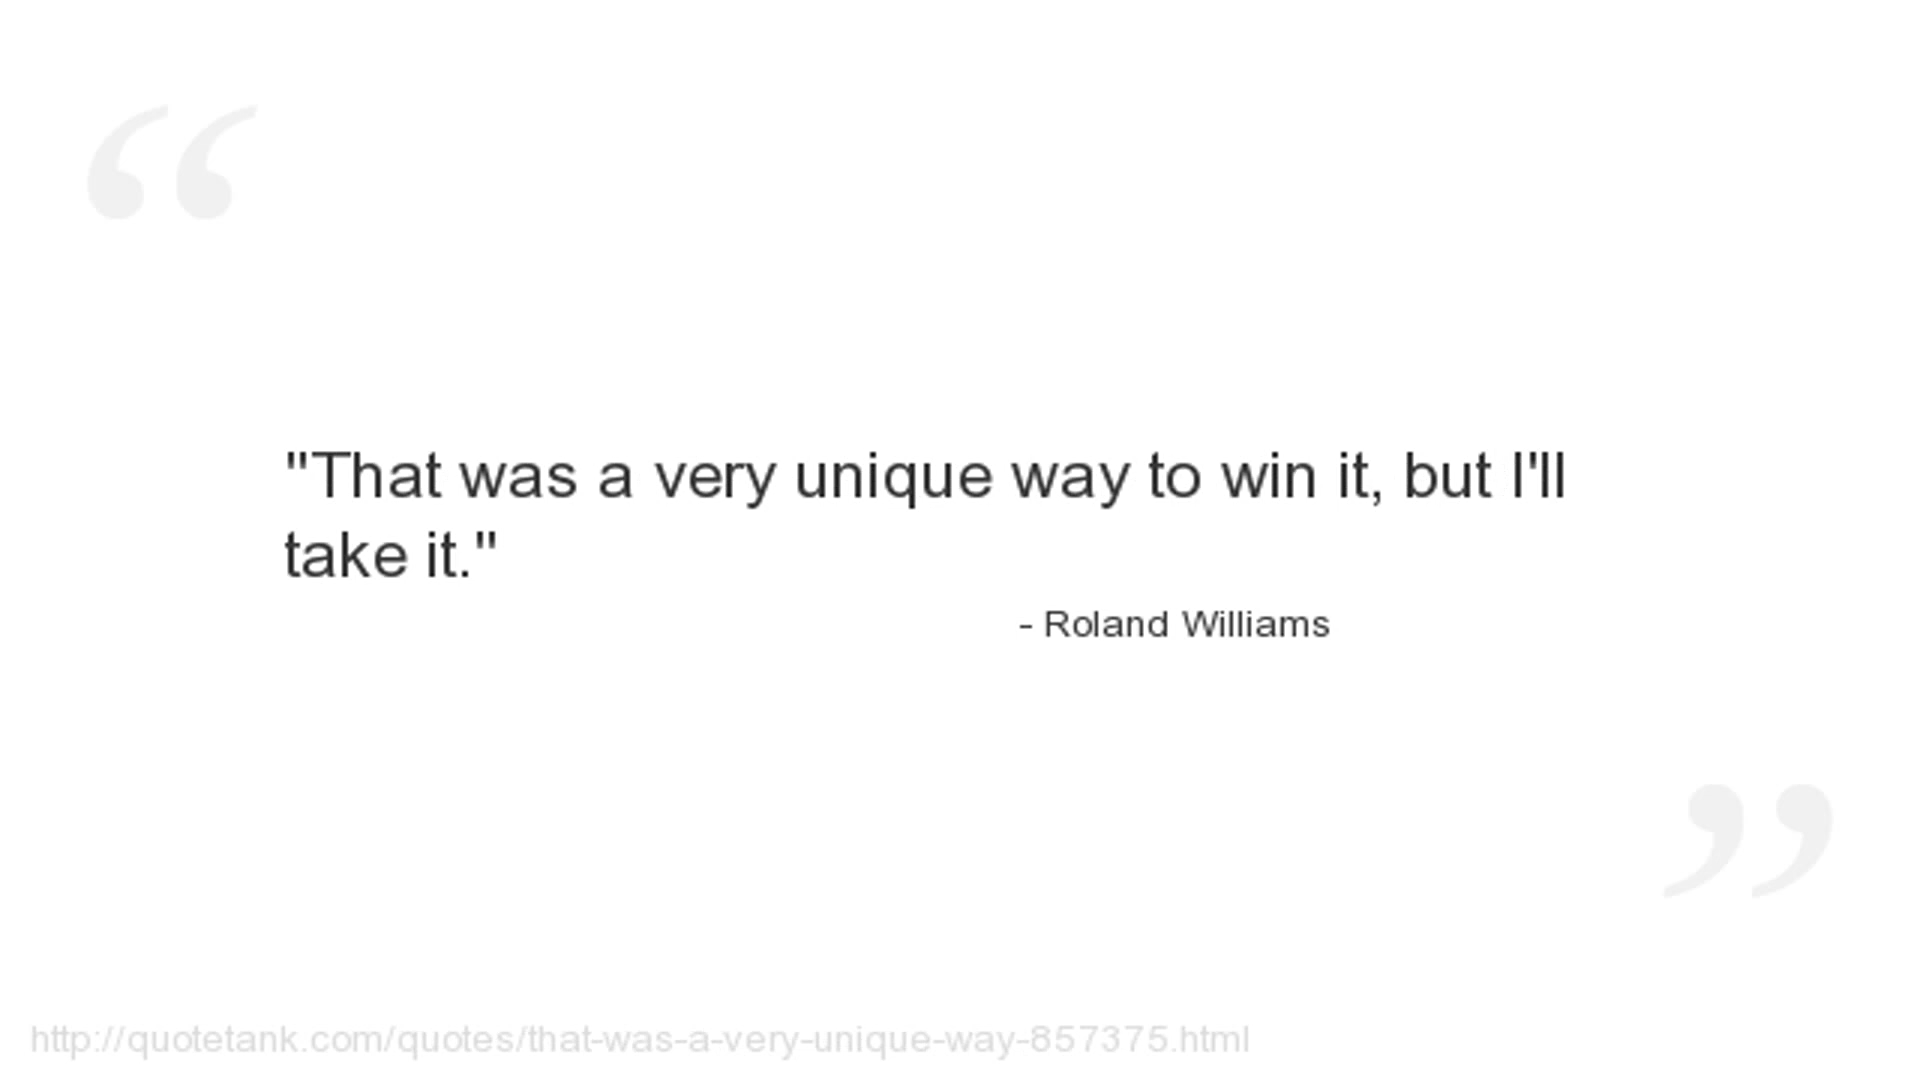 "That was a very unique way to win it, but I'll
take it."
- Roland Williams
http://quotetank.com/quotes/that-was-a-very-unique-way-857375.html